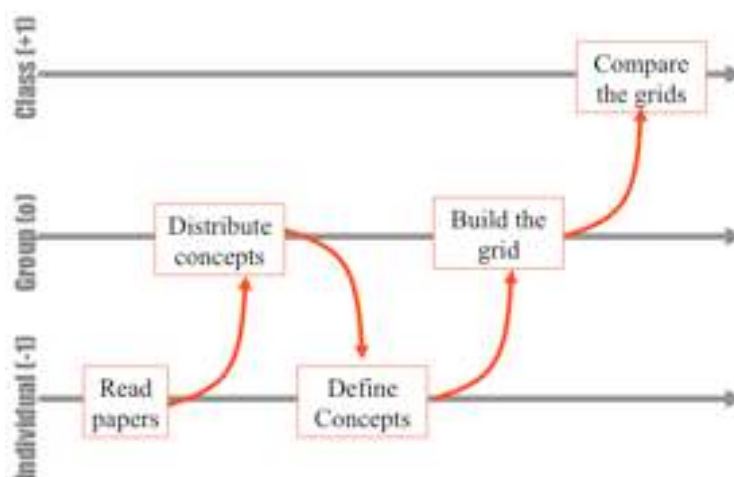 Class (+1)
Compare
the grids
Group (0)
Distribute
concepts
Build the
grid
Individual (-1)
Read
papers
Define
Concepts